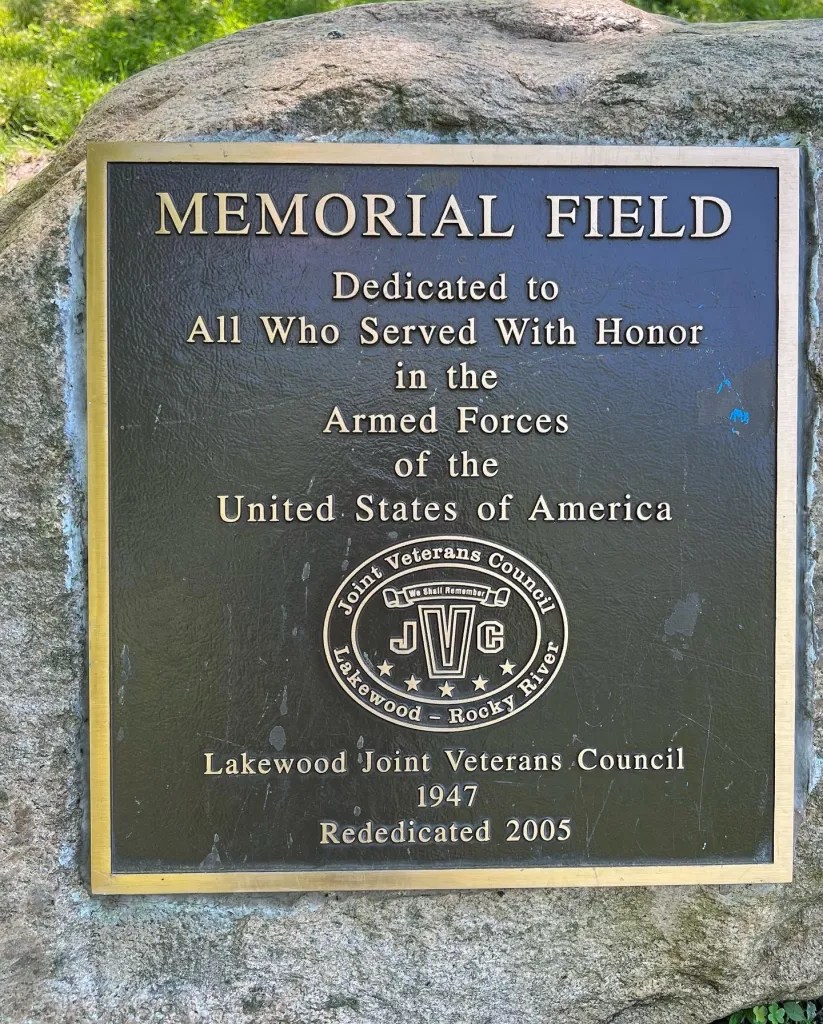 MEMORIAL FIELD
Dedicated to
All Who Served With Honor
in the
Armed Forces
of the
United States of America
Joint Veterans Council
We Shall Remember
JVC
Lakewood – Rocky River
Lakewood Joint Veterans Council
1947
Rededicated 2005